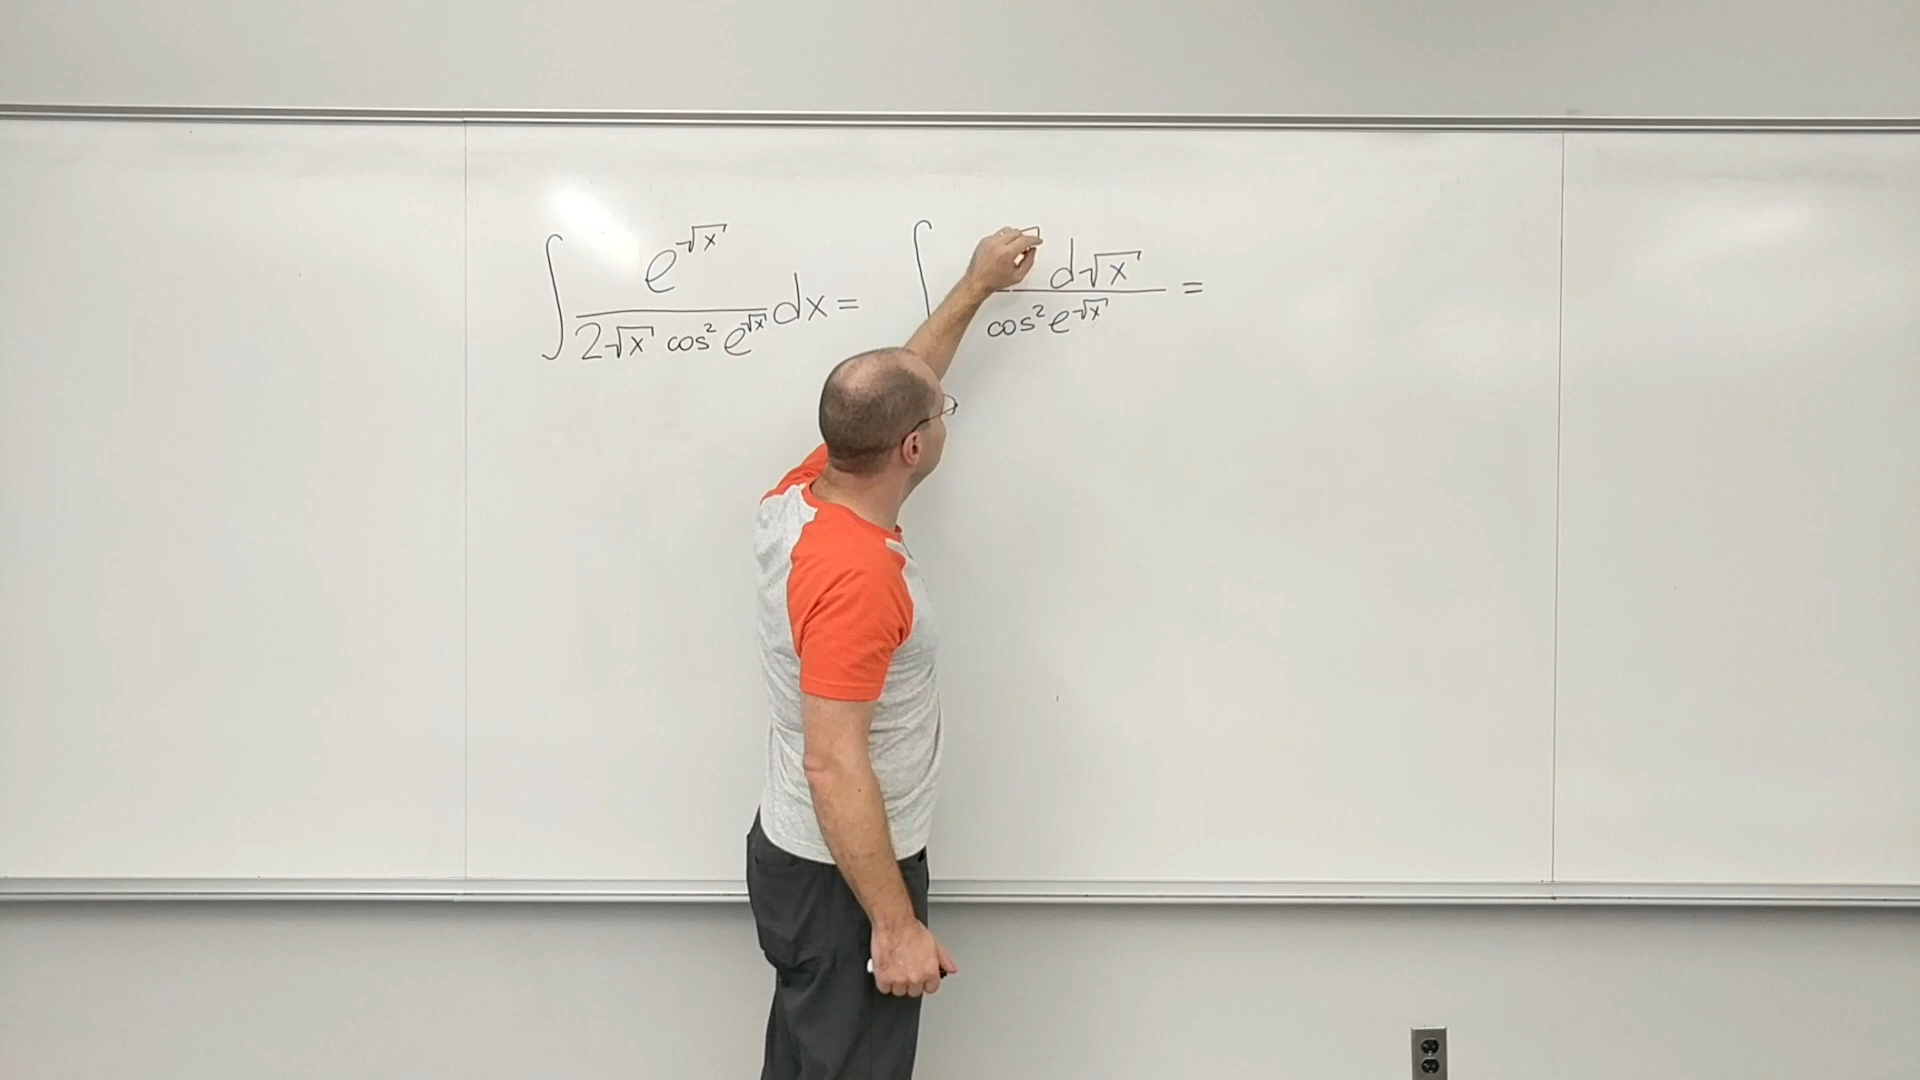 ∫ e^√x / (2√x cos² e^√x) dx = ∫ d√x / (cos² e^√x) =